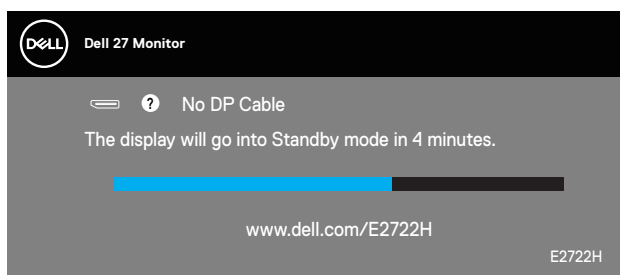 DELL
Dell 27 Monitor
? No DP Cable
The display will go into Standby mode in 4 minutes.
www.dell.com/E2722H
E2722H